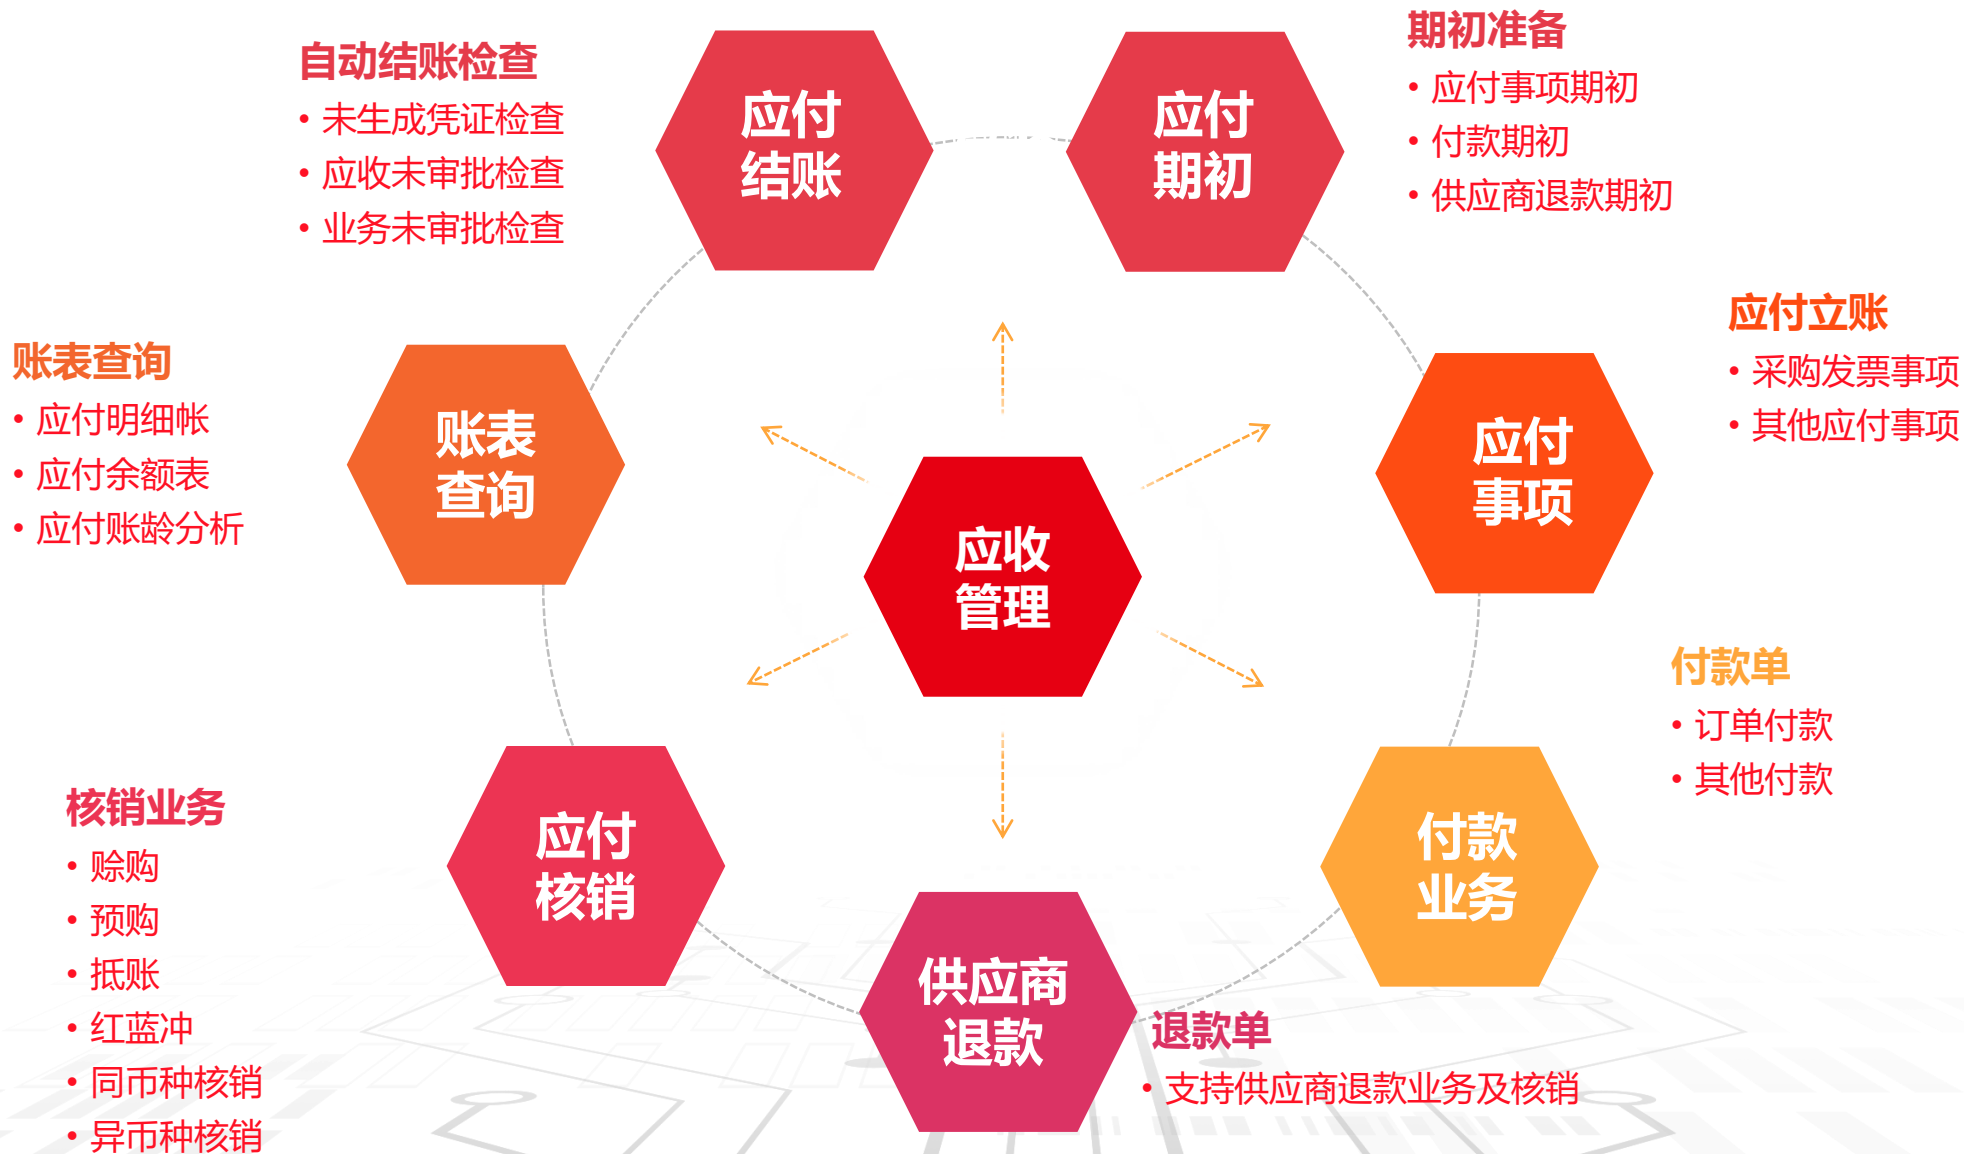 自动结账检查
• 未生成凭证检查
• 应收未审批检查
• 业务未审批检查
应付
结账
应付
期初
期初准备
• 应付事项期初
• 付款期初
• 供应商退款期初
账表查询
• 应付明细帐
• 应付余额表
• 应付账龄分析
账表
查询
应收
管理
应付
事项
应付立账
• 采购发票事项
• 其他应付事项
核销业务
• 赊购
• 预购
• 抵账
• 红蓝冲
• 同币种核销
• 异币种核销
应付
核销
供应商
退款
退款单
• 支持供应商退款业务及核销
付款
业务
付款单
• 订单付款
• 其他付款